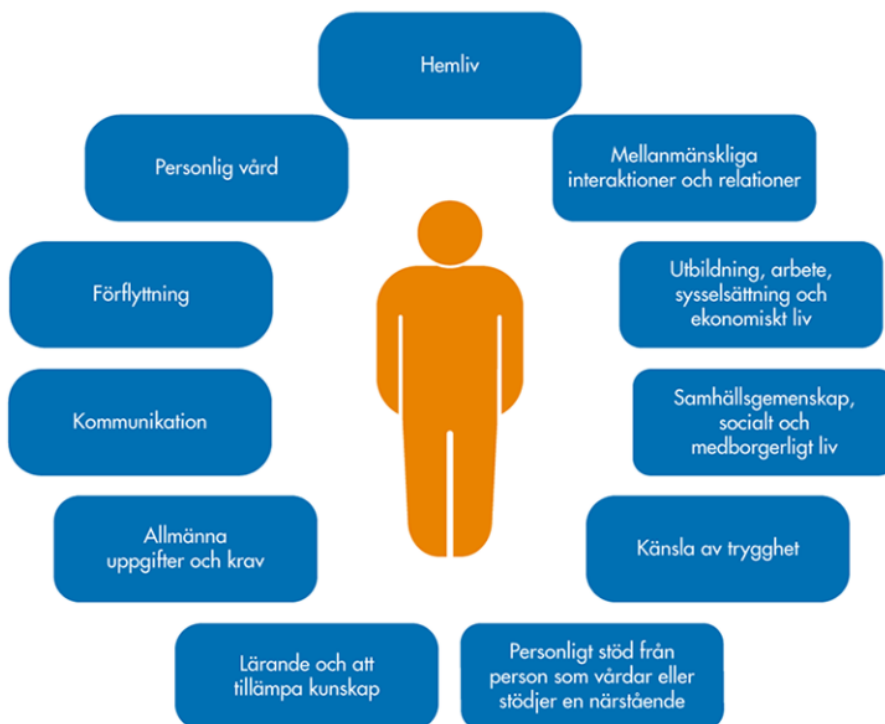 Hemliv
Personlig vård
Mellanmänskliga
interaktioner och relationer
Förflyttning
Utbildning, arbete,
sysselsättning och
ekonomiskt liv
Kommunikation
Samhällsgemenskap,
socialt och
medborgerligt liv
Allmänna
uppgifter och krav
Känsla av trygghet
Lärande och att
tillämpa kunskap
Personligt stöd från
person som vårdar eller
stödjer en närstående